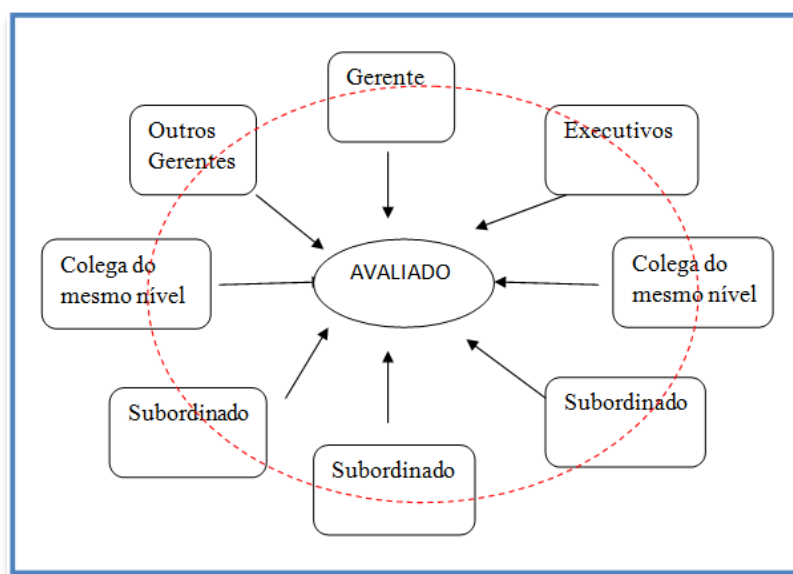 Gerente
Outros
Gerentes
Executivos
Colega do
mesmo nível
AVALIADO
Colega do
mesmo nível
Subordinado
Subordinado
Subordinado